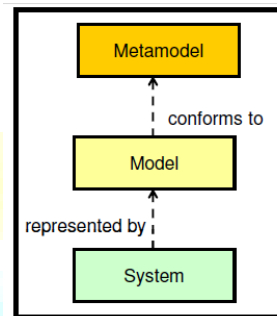 Metamodel
conforms to
Model
represented by
System